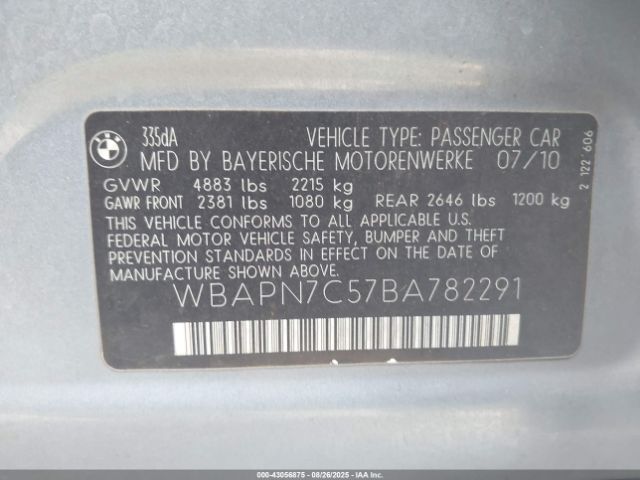 BMW
335dA
VEHICLE TYPE: PASSENGER CAR
MFD BY BAYERISCHE MOTORENWERKE 07/10
GVWR 4883 lbs 2215 kg
GAWR FRONT 2381 lbs 1080 kg REAR 2646 lbs 1200 kg
THIS VEHICLE CONFORMS TO ALL APPLICABLE U.S.
FEDERAL MOTOR VEHICLE SAFETY, BUMPER AND THEFT
PREVENTION STANDARDS IN EFFECT ON THE DATE OF
MANUFACTURE SHOWN ABOVE.
WBAPN7C57BA782291
2 122 606
000-43056875 - 08/26/2025 - IAAI.COM